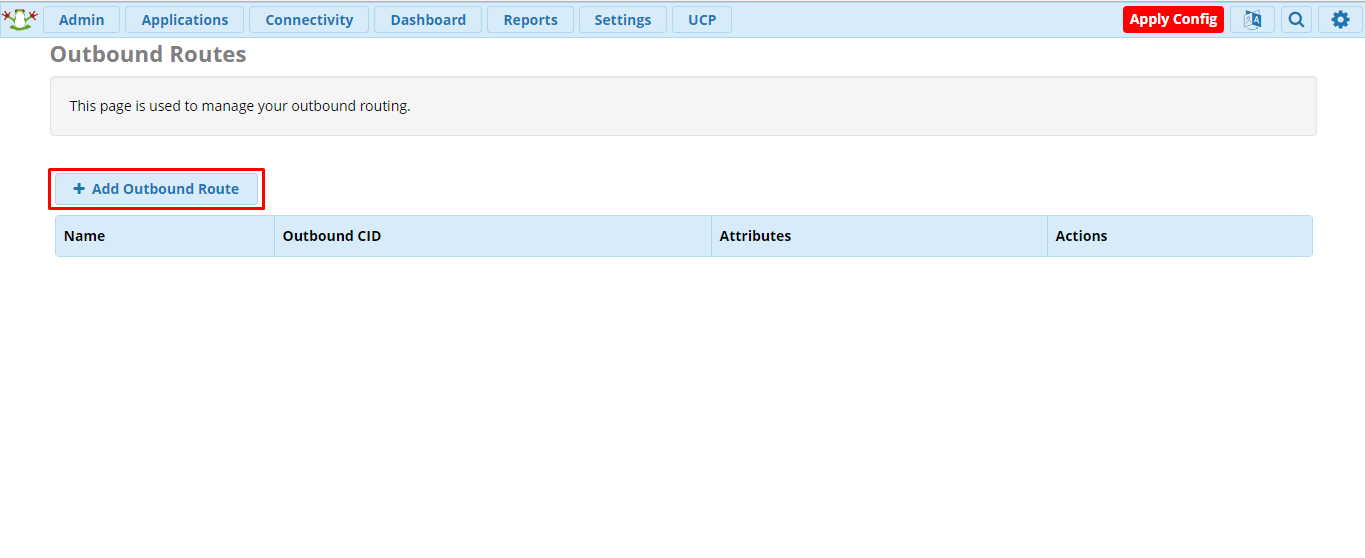 Admin Applications Connectivity Dashboard Reports Settings UCP Apply Config
Outbound Routes
This page is used to manage your outbound routing.
+ Add Outbound Route
Name Outbound CID Attributes Actions